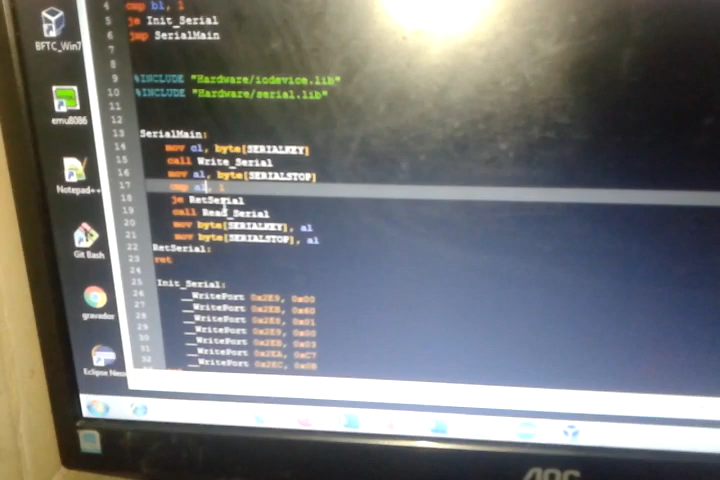 4 cmp bl, 1
5 je Init_Serial
6 jmp SerialMain
7
8
9 %INCLUDE "Hardware/iodevice.lib"
10 %INCLUDE "Hardware/serial.lib"
11
12
13 SerialMain:
14 mov cl, byte[SERIALKEY]
15 call Write_Serial
16 mov al, byte[SERIALSTOP]
17 cmp al, 1
18 je RetSerial
19 call Read_Serial
20 mov byte[SERIALKEY], al
21 mov byte[SERIALSTOP], al
22 RetSerial:
23 ret
24
25 Init_Serial:
26 __WritePort 0x2E9, 0x00
27 __WritePort 0x2EB, 0x80
28 __WritePort 0x2E8, 0x01
29 __WritePort 0x2E9, 0x00
30 __WritePort 0x2EB, 0x03
31 __WritePort 0x2EA, 0xC7
32 __WritePort 0x2EC, 0x0B
BFTC_Win7
emu8086
Notepad++
Git Bash
gravador
Eclipse Neon
AOC